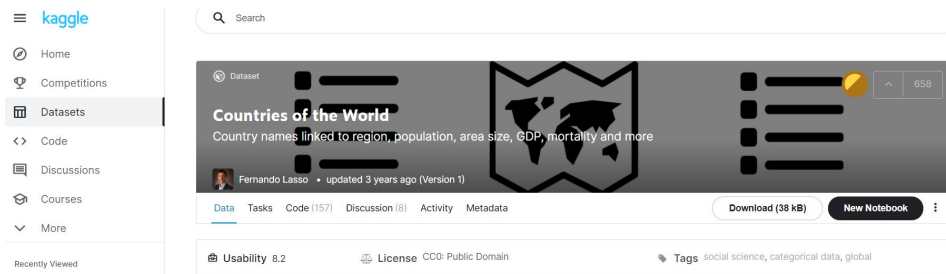 kaggle
Search
Home
Competitions
Datasets
Code
Discussions
Courses
More
Recently Viewed
Dataset
658
Countries of the World
Country names linked to region, population, area size, GDP, mortality and more
Fernando Lasso • updated 3 years ago (Version 1)
Data Tasks Code (157) Discussion (8) Activity Metadata
Download (38 kB) New Notebook
Usability 8.2 License CC0: Public Domain Tags social science, categorical data, global